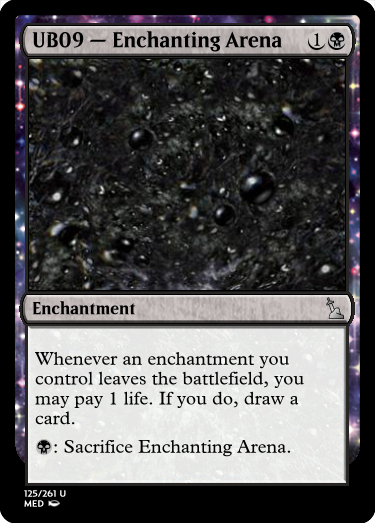 UB09 — Enchanting Arena 1
Enchantment
Whenever an enchantment you
control leaves the battlefield, you
may pay 1 life. If you do, draw a
card.
: Sacrifice Enchanting Arena.
125/261 U
MED